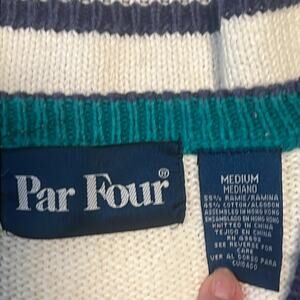 Par Four®
MEDIUM
MEDIANO
55% RAMIE/RAMINA
45% COTTON/ALGODON
ASSEMBLED IN HONG KONG
ENSAMBLADO EN HONG KONG
KNITTED IN CHINA
TEJIDO EN CHINA
SEE REVERSE FOR
CARE
VER AL DORSO PARA
CUIDADO